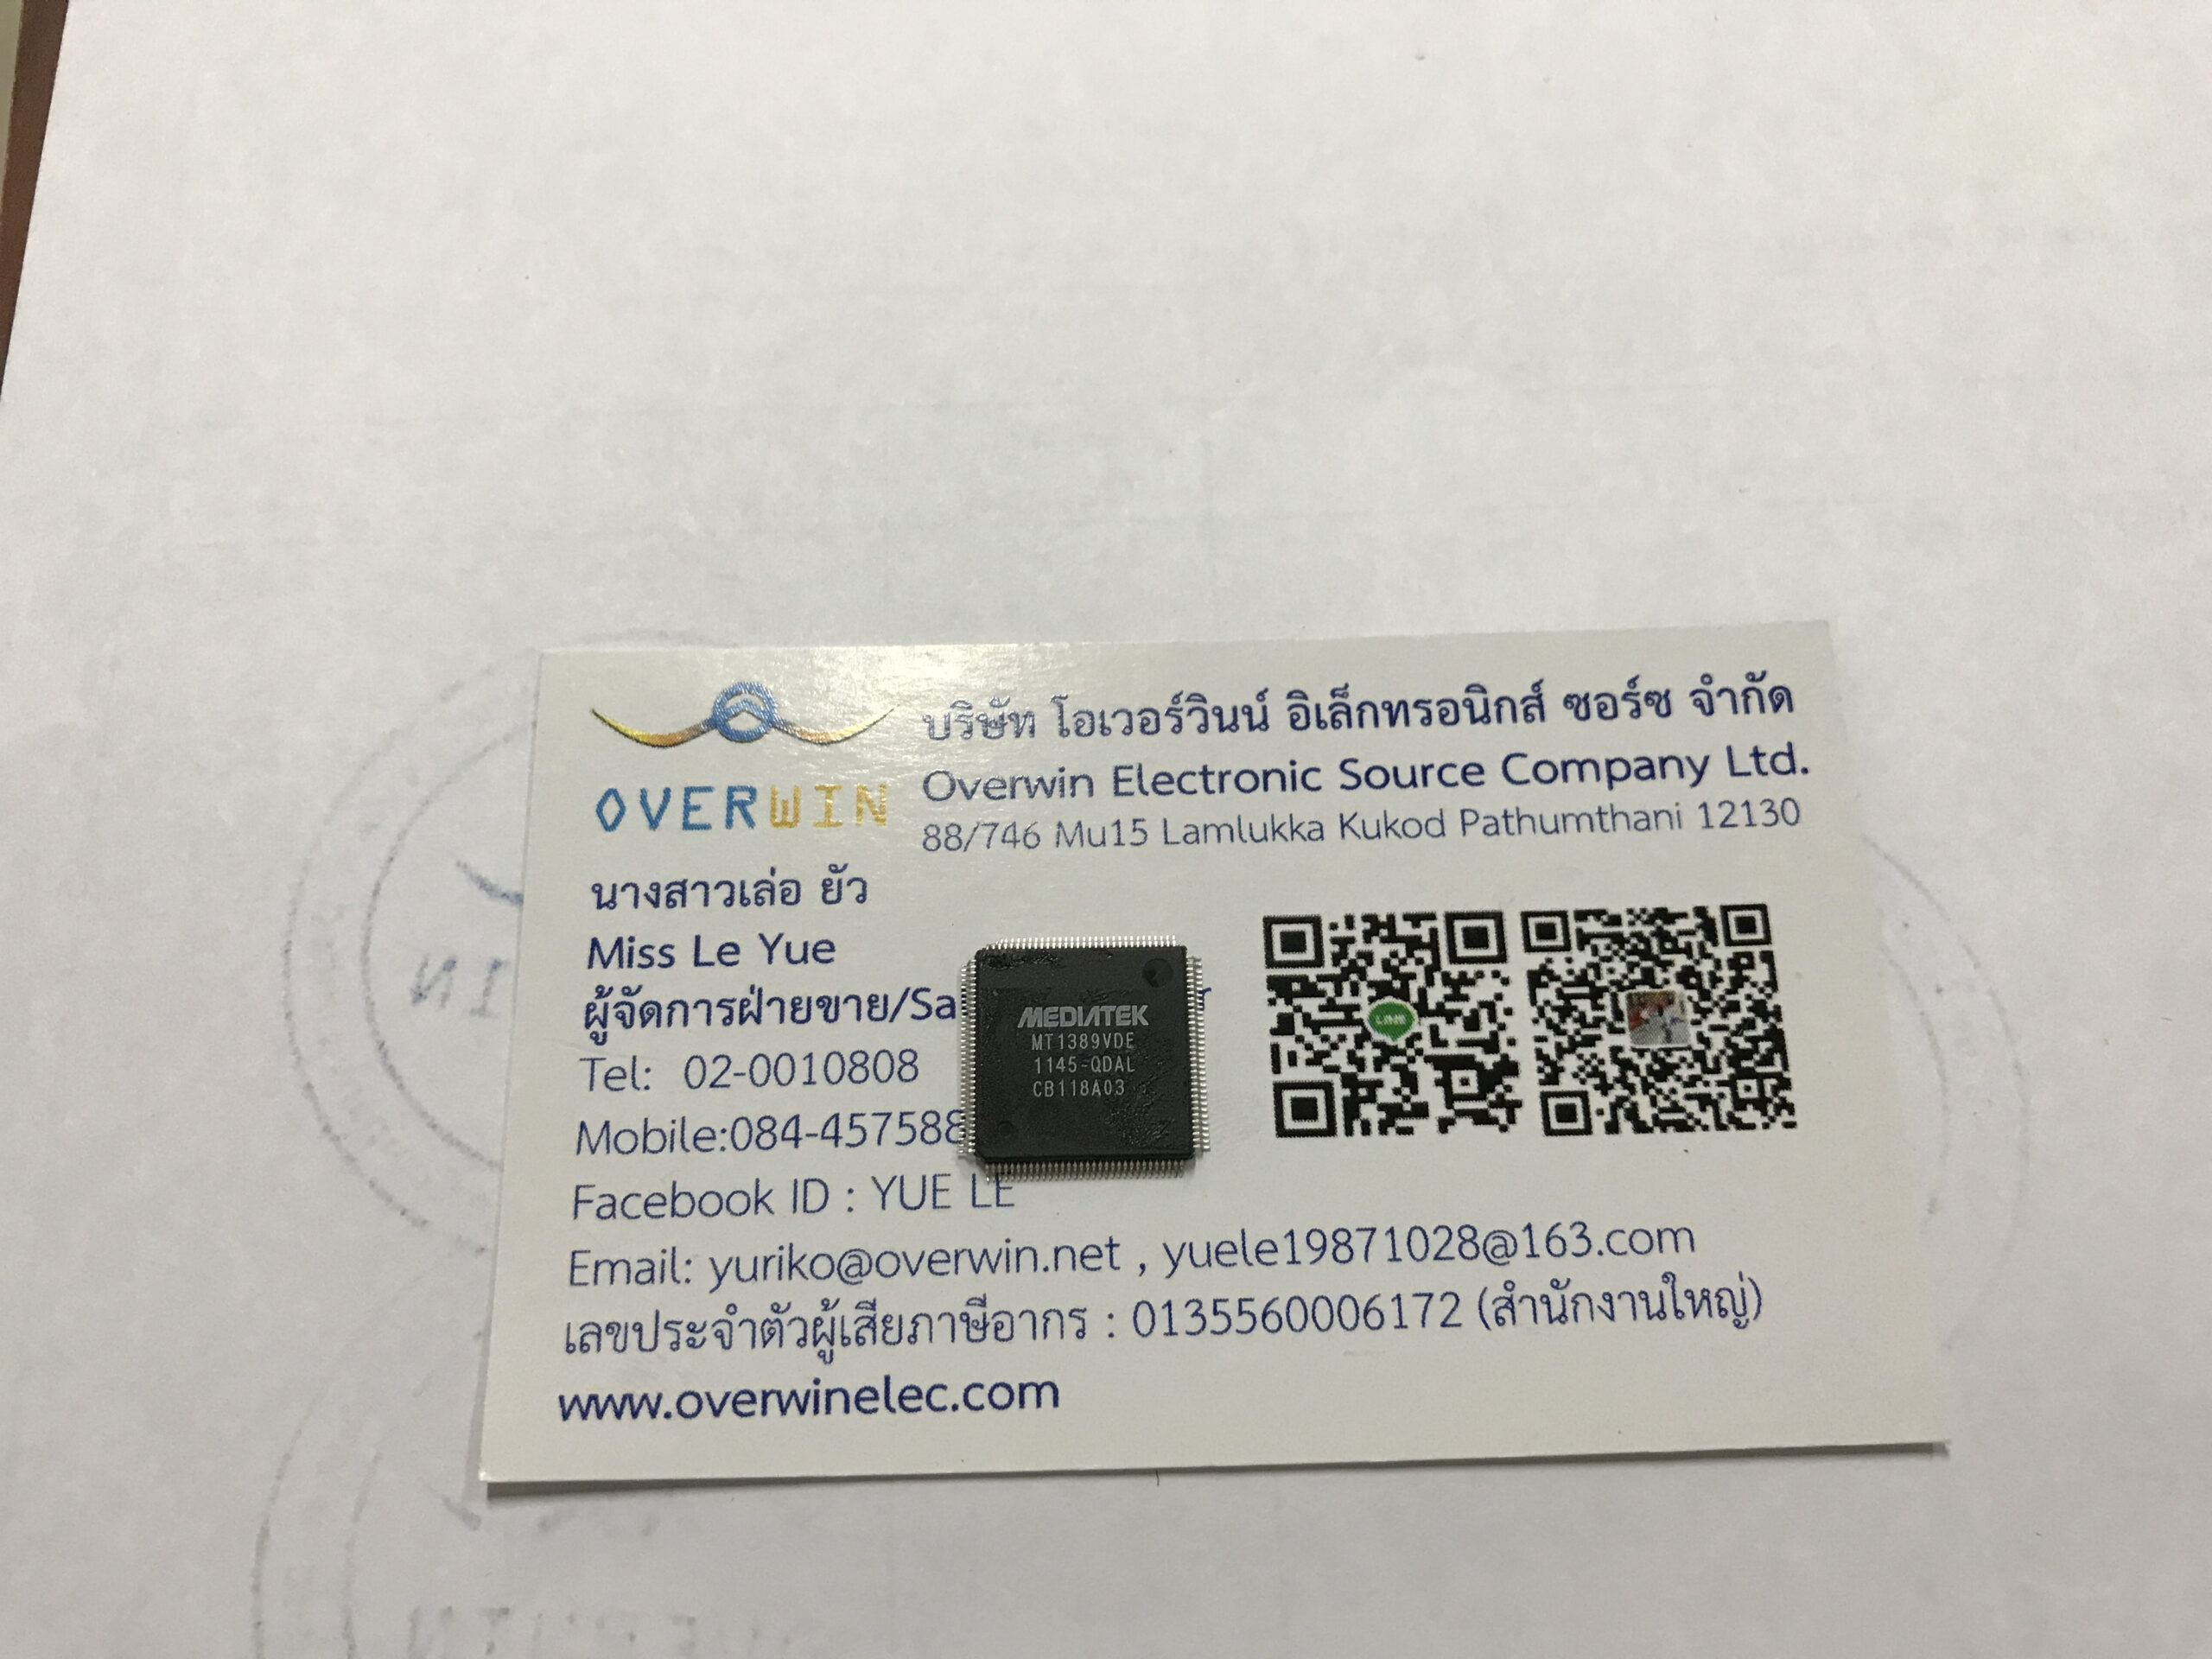 OVERWIN
บริษัท โอเวอร์วินน์ อิเล็กทรอนิกส์ ซอร์ซ จำกัด
Overwin Electronic Source Company Ltd.
88/746 Mu15 Lamlukka Kukod Pathumthani 12130
นางสาวเล่อ ยัว
Miss Le Yue
ผู้จัดการฝ่ายขาย/Sa
Tel: 02-0010808
Mobile:084-457588
Facebook ID : YUE LE
Email: yuriko@overwin.net , yuele19871028@163.com
เลขประจำตัวผู้เสียภาษีอากร : 0135560006172 (สำนักงานใหญ่)
www.overwinelec.com
MEDIATEK
MT1389VDE
1145-QDAL
CB118A03
LINE